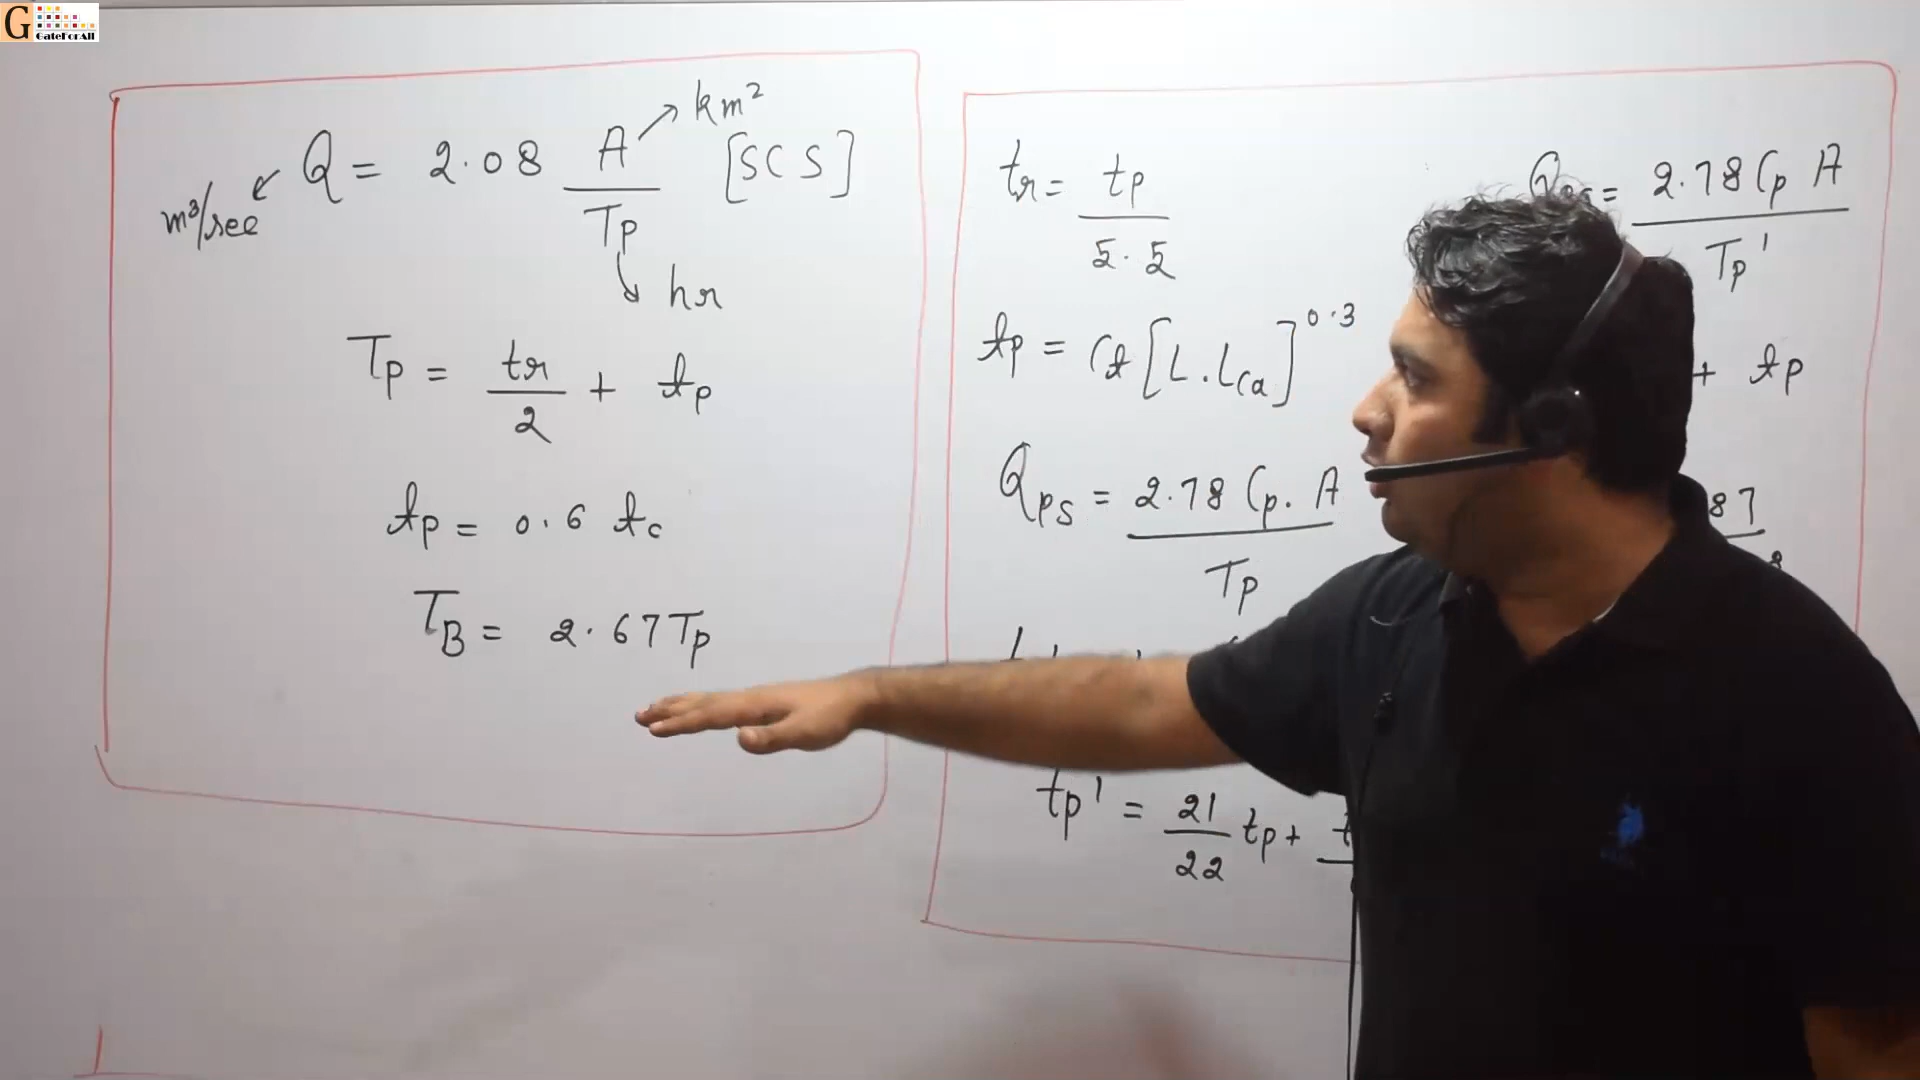 G GateForAll
Q = 2.08 A / Tp [SCS]
km²
m³/sec
hr
Tp = tr / 2 + tp
tp = 0.6 tc
TB = 2.67 Tp
tr = tp / 5.5
tp = Ct [L . Lca]^0.3
Qps = 2.78 Cp . A / Tp
tp' = 21 / 22 tp +
= 2.78 Cp A / Tp'
+ tp
87